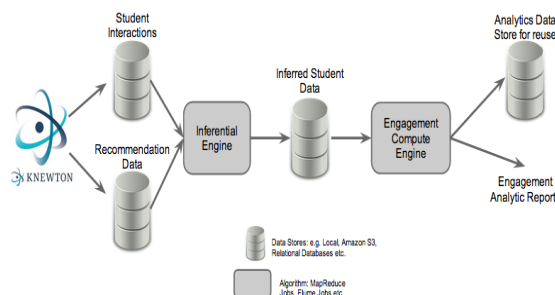 Student
Interactions
Analytics Data
Store for reuse
Inferred Student
Data
Inferential
Engine
Engagement
Compute
Engine
Recommendation
Data
KNEWTON
Engagement
Analytic Report
Data Stores: e.g. Local, Amazon S3,
Relational Databases etc.
Algorithm: MapReduce
Jobs, Flume Jobs etc